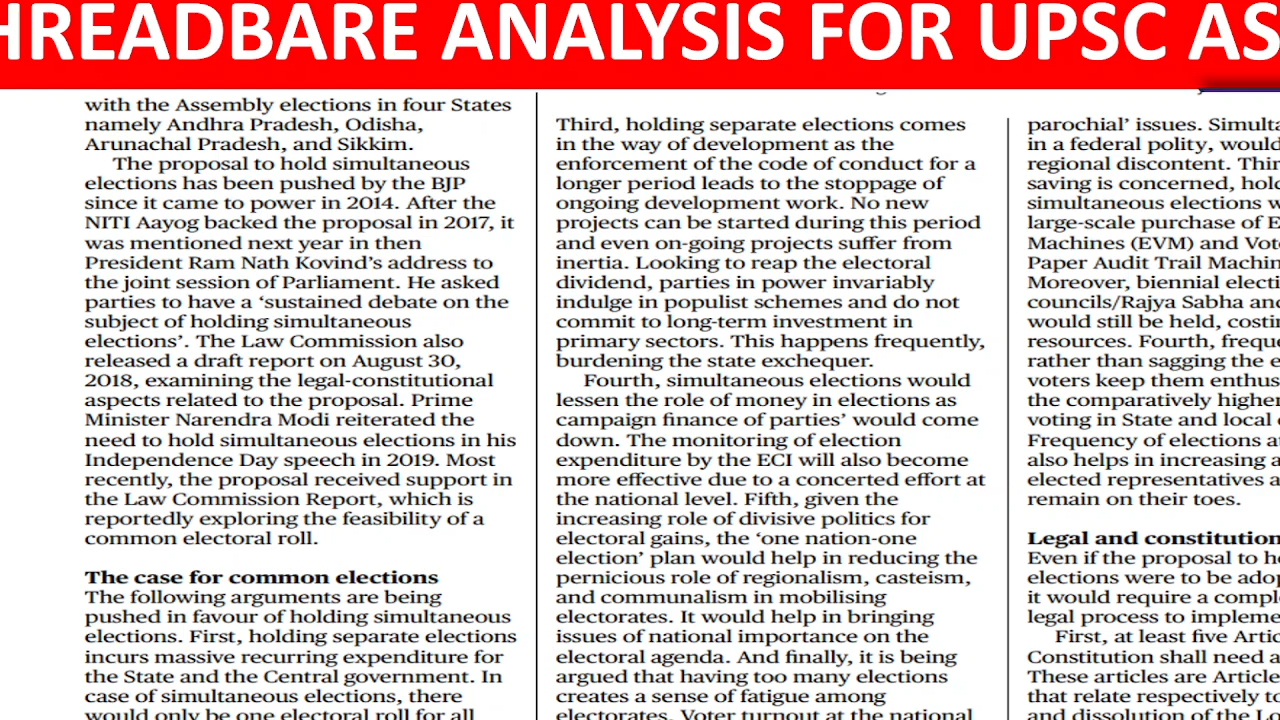 HREADBARE ANALYSIS FOR UPSC AS
with the Assembly elections in four States
namely Andhra Pradesh, Odisha,
Arunachal Pradesh, and Sikkim.
The proposal to hold simultaneous
elections has been pushed by the BJP
since it came to power in 2014. After the
NITI Aayog backed the proposal in 2017, it
was mentioned next year in then
President Ram Nath Kovind’s address to
the joint session of Parliament. He asked
parties to have a ‘sustained debate on the
subject of holding simultaneous
elections’. The Law Commission also
released a draft report on August 30,
2018, examining the legal-constitutional
aspects related to the proposal. Prime
Minister Narendra Modi reiterated the
need to hold simultaneous elections in his
Independence Day speech in 2019. Most
recently, the proposal received support in
the Law Commission Report, which is
reportedly exploring the feasibility of a
common electoral roll.
The case for common elections
The following arguments are being
pushed in favour of holding simultaneous
elections. First, holding separate elections
incurs massive recurring expenditure for
the State and the Central government. In
case of simultaneous elections, there
would only be one electoral roll for all
Third, holding separate elections comes
in the way of development as the
enforcement of the code of conduct for a
longer period leads to the stoppage of
ongoing development work. No new
projects can be started during this period
and even on-going projects suffer from
inertia. Looking to reap the electoral
dividend, parties in power invariably
indulge in populist schemes and do not
commit to long-term investment in
primary sectors. This happens frequently,
burdening the state exchequer.
Fourth, simultaneous elections would
lessen the role of money in elections as
campaign finance of parties’ would come
down. The monitoring of election
expenditure by the ECI will also become
more effective due to a concerted effort at
the national level. Fifth, given the
increasing role of divisive politics for
electoral gains, the ‘one nation-one
election’ plan would help in reducing the
pernicious role of regionalism, casteism,
and communalism in mobilising
electorates. It would help in bringing
issues of national importance on the
electoral agenda. And finally, it is being
argued that having too many elections
creates a sense of fatigue among
electorates. Voter turnout at the national
parochial’ issues. Simulta
in a federal polity, would
regional discontent. Thir
saving is concerned, hold
simultaneous elections w
large-scale purchase of E
Machines (EVM) and Vote
Paper Audit Trail Machin
Moreover, biennial electi
councils/Rajya Sabha and
would still be held, costin
resources. Fourth, freque
rather than sagging the e
voters keep them enthus
the comparatively higher
voting in State and local e
Frequency of elections a
also helps in increasing a
elected representatives a
remain on their toes.
Legal and constitution
Even if the proposal to ho
elections were to be adop
it would require a compl
legal process to impleme
First, at least five Artic
Constitution shall need a
These articles are Article
that relate respectively to
and dissolution of the Lo